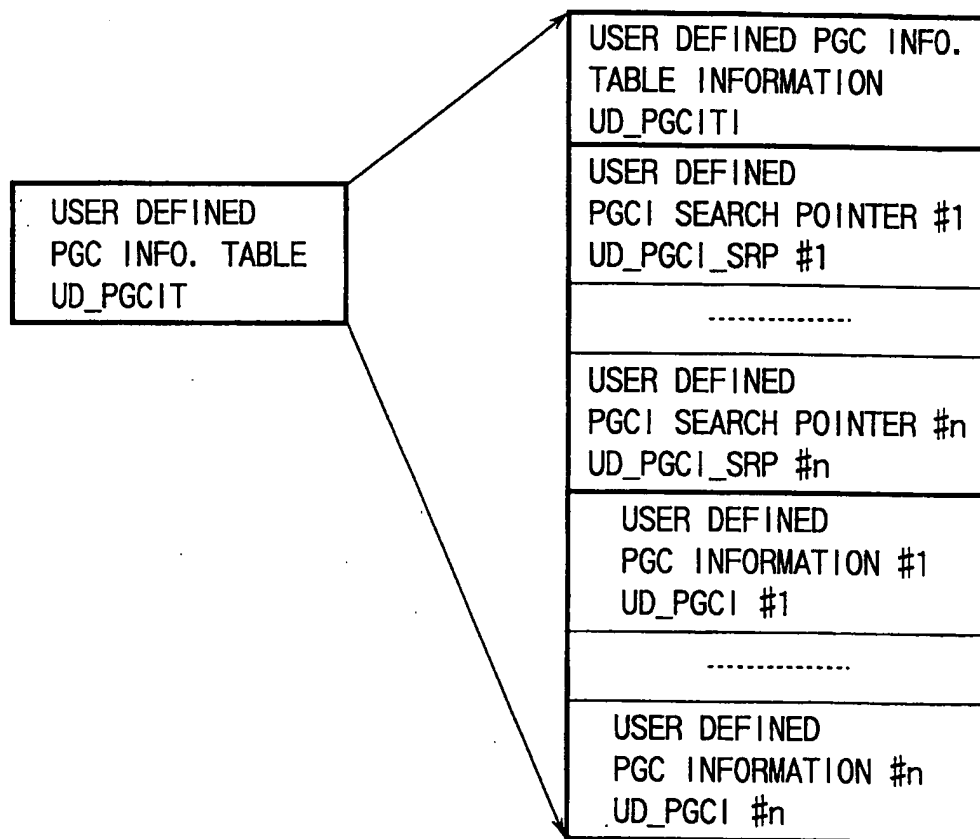 USER DEFINED
PGC INFO. TABLE
UD_PGCIT
USER DEFINED PGC INFO.
TABLE INFORMATION
UD_PGCITI
USER DEFINED
PGCI SEARCH POINTER #1
UD_PGCI_SRP #1
..............
USER DEFINED
PGCI SEARCH POINTER #n
UD_PGCI_SRP #n
USER DEFINED
PGC INFORMATION #1
UD_PGCI #1
..............
USER DEFINED
PGC INFORMATION #n
UD_PGCI #n